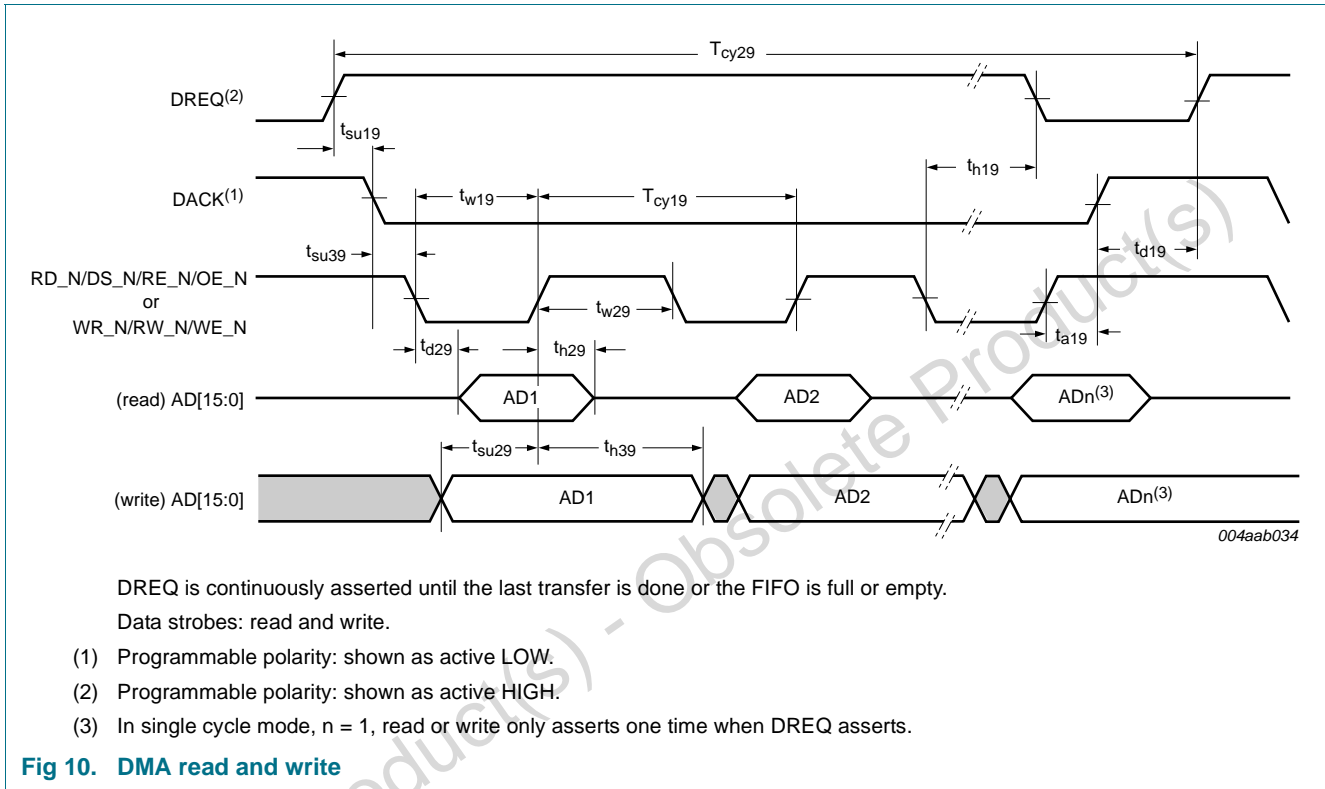 Tcy29
DREQ(2)
tsu19
th19
DACK(1)
tw19
Tcy19
tsu39
td19
RD_N/DS_N/RE_N/OE_N
or
WR_N/RW_N/WE_N
tw29
ta19
td29
th29
(read) AD[15:0]
AD1
AD2
ADn(3)
tsu29
th39
(write) AD[15:0]
AD1
AD2
ADn(3)
004aab034
DREQ is continuously asserted until the last transfer is done or the FIFO is full or empty.
Data strobes: read and write.
(1) Programmable polarity: shown as active LOW.
(2) Programmable polarity: shown as active HIGH.
(3) In single cycle mode, n = 1, read or write only asserts one time when DREQ asserts.
Fig 10. DMA read and write
oduct(s) - Obsolete Product(s)